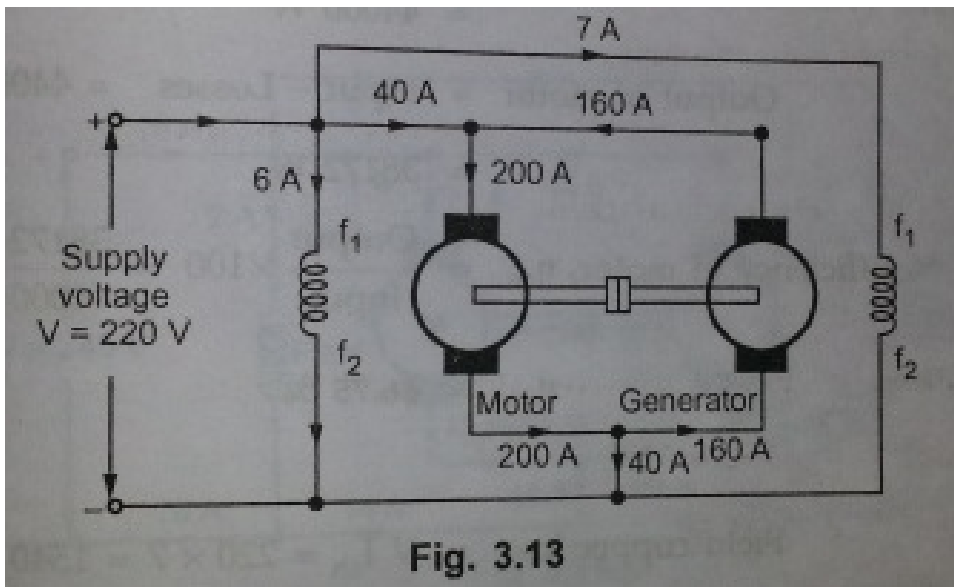 7 A
40 A
160 A
+
6 A
200 A
f1
f1
Supply
voltage
V = 220 V
f2
f2
Motor
Generator
200 A
40 A
160 A
−
Fig. 3.13